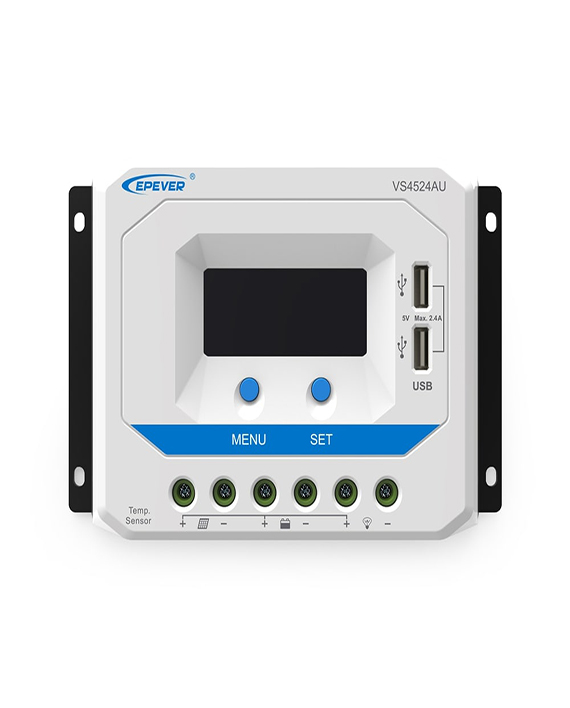 EPEVER®
VS4524AU
5V Max. 2.4A
USB
MENU SET
Temp.
Sensor
+ − + − + −